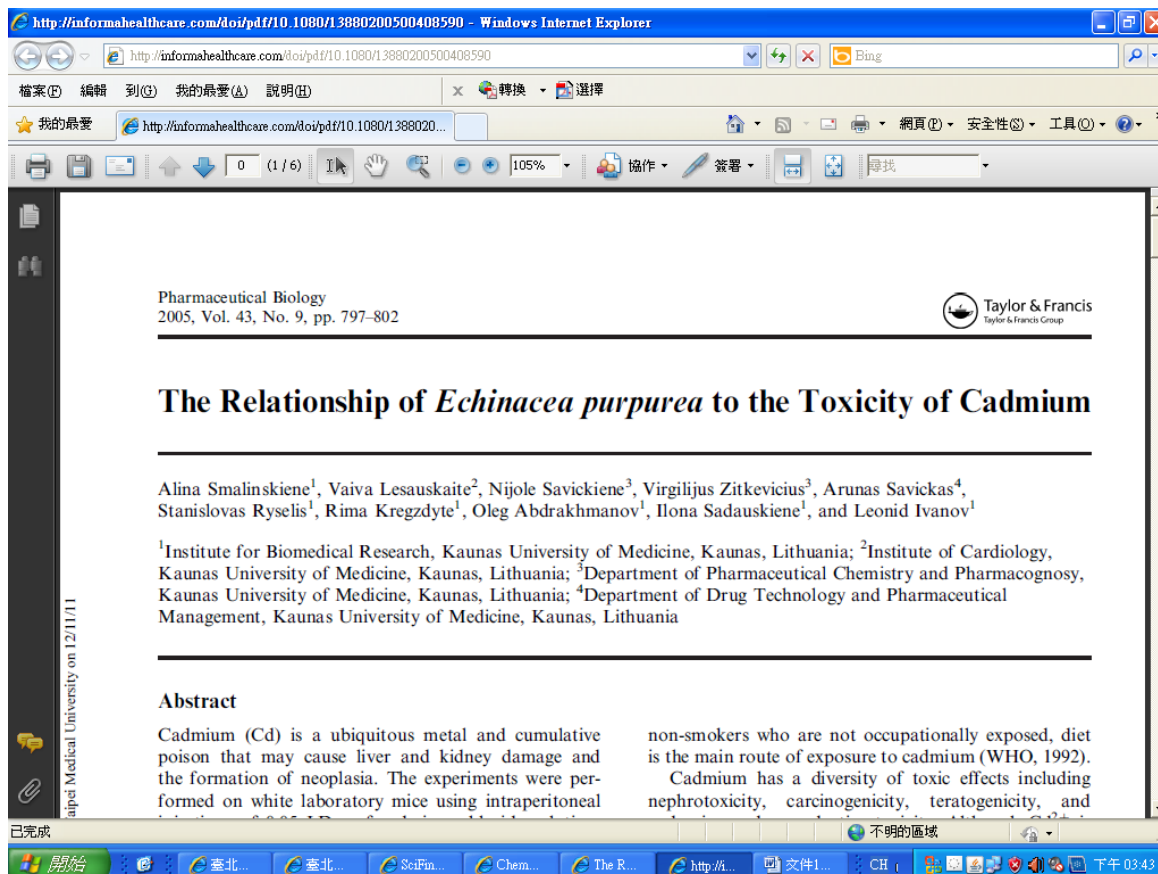 http://informahealthcare.com/doi/pdf/10.1080/13880200500408590 - Windows Internet Explorer
http://informahealthcare.com/doi/pdf/10.1080/13880200500408590
Bing
檔案(F) 編輯 到(G) 我的最愛(A) 說明(H) x 轉換 選擇
我的最愛 http://informahealthcare.com/doi/pdf/10.1080/1388020... 網頁(P) 安全性(S) 工具(O)
0 (1 / 6) 105% 協作 簽署 尋找
Pharmaceutical Biology
2005, Vol. 43, No. 9, pp. 797–802
Taylor & Francis
Taylor & Francis Group
The Relationship of Echinacea purpurea to the Toxicity of Cadmium
Alina Smalinskiene1, Vaiva Lesauskaite2, Nijole Savickiene3, Virgilijus Zitkevicius3, Arunas Savickas4,
Stanislovas Ryselis1, Rima Kregzdyte1, Oleg Abdrakhmanov1, Ilona Sadauskiene1, and Leonid Ivanov1
1Institute for Biomedical Research, Kaunas University of Medicine, Kaunas, Lithuania; 2Institute of Cardiology,
Kaunas University of Medicine, Kaunas, Lithuania; 3Department of Pharmaceutical Chemistry and Pharmacognosy,
Kaunas University of Medicine, Kaunas, Lithuania; 4Department of Drug Technology and Pharmaceutical
Management, Kaunas University of Medicine, Kaunas, Lithuania
Abstract
Cadmium (Cd) is a ubiquitous metal and cumulative
poison that may cause liver and kidney damage and
the formation of neoplasia. The experiments were per-
formed on white laboratory mice using intraperitoneal
non-smokers who are not occupationally exposed, diet
is the main route of exposure to cadmium (WHO, 1992).
Cadmium has a diversity of toxic effects including
nephrotoxicity, carcinogenicity, teratogenicity, and
aipei Medical University on 12/11/11
已完成 不明的區域
開始 臺北... 臺北... SciFin... Chem... The R... http://i... 文件1... CH 下午 03:43